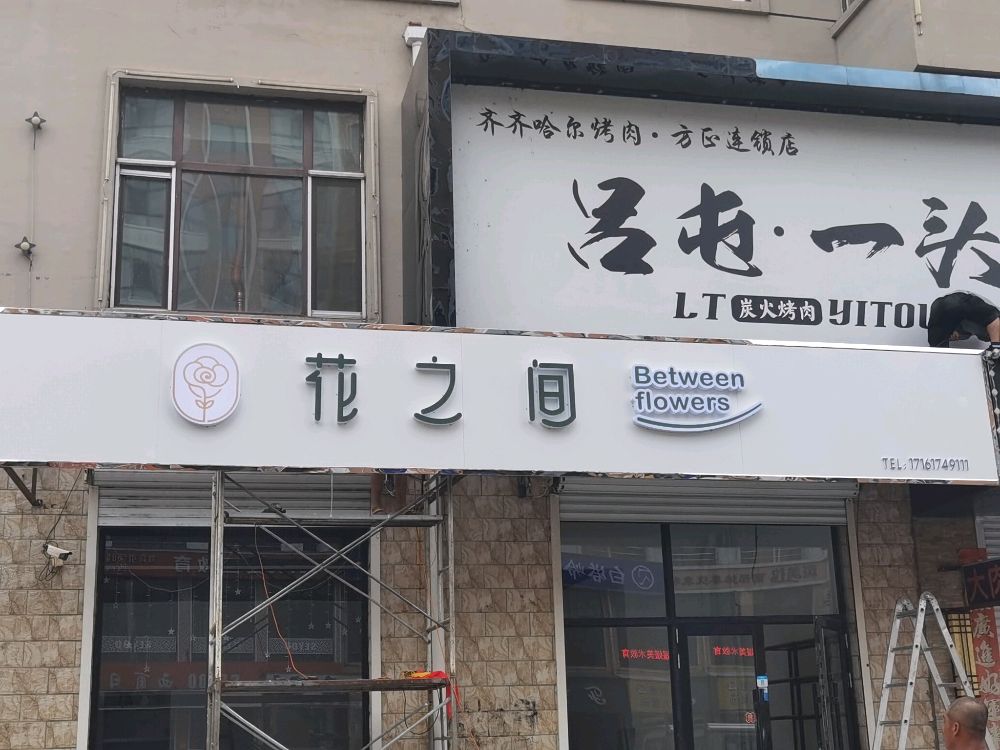 齐齐哈尔烤肉·方正连锁店
吕屯·一头
LT 炭火烤肉 YITOU
花之间
Between
flowers
TEL:17161749111